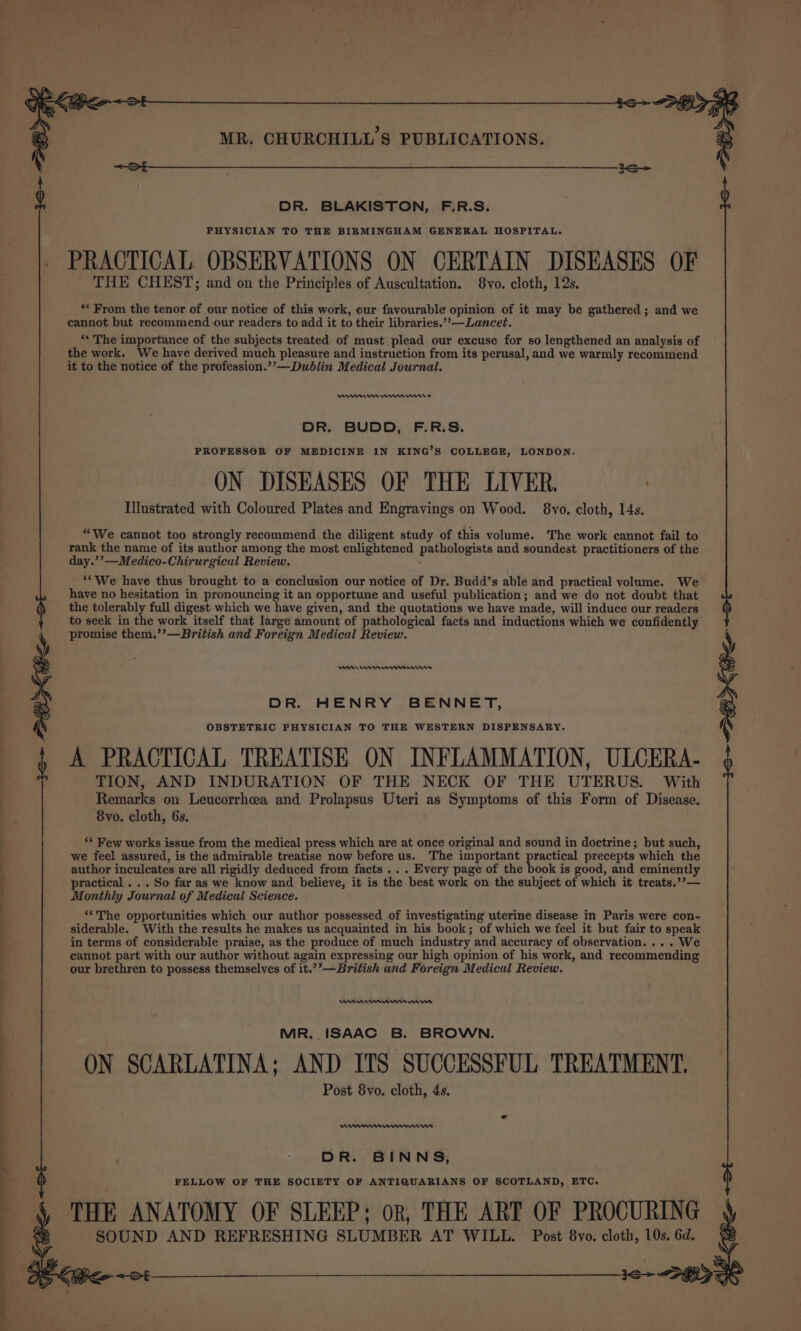 MR. CHURCHILL'S PUBLICATIONS.
DR. BLAKISTON, F.R.S.
PHYSICIAN TO THE BIRMINGHAM GENERAL HOSPITAL.
PRACTICAL OBSERVATIONS ON CERTAIN DISEASES OF
THE CHEST; and on the Principles of Auscultation. 8vo. cloth, 12s.
“From the tenor of our notice of this work, our favourable opinion of it may be gathered; and we
cannot but recommend our readers to add it to their libraries.”—Lancet.
“The importance of the subjects treated of must plead our excuse for so lengthened an analysis of
the work. We have derived much pleasure and instruction from its perusal, and we warmly recommend
it to the notice of the profession.”—Dublin Medical Journal.
DR. BUDD, F.R.S.
PROFESSOR OF MEDICINE IN KING'S COLLEGE, LONDON.
ON DISEASES OF THE LIVER.
Illustrated with Coloured Plates and Engravings on Wood. 8vo. cloth, 14s.
“We cannot too strongly recommend the diligent study of this volume. The work cannot fail to
rank the name of its author among the most enlightened pathologists and soundest practitioners of the
day.”—Medico-Chirurgical Review.
“We have thus brought to a conclusion our notice of Dr. Budd's able and practical volume. We
have no hesitation in pronouncing it an opportune and useful publication; and we do not doubt that
the tolerably full digest which we have given, and the quotations we have made, will induce our readers
to seek in the work itself that large amount of pathological facts and inductions which we confidently
promise them.”—British and Foreign Medical Review.
DR. HENRY BENNET,
OBSTETRIC PHYSICIAN TO THE WESTERN DISPENSARY.
A PRACTICAL TREATISE ON INFLAMMATION, ULCERA-
TION, AND INDURATION OF THE NECK OF THE UTERUS. With
Remarks on Leucorrhœa and Prolapsus Uteri as Symptoms of this Form of Disease.
8vo. cloth, 6s.
“Few works issue from the medical press which are at once original and sound in doctrine; but such,
we feel assured, is the admirable treatise now before us. The important practical precepts which the
author inculcates are all rigidly deduced from facts . . . Every page of the book is good, and eminently
practical . . . So far as we know and believe, it is the best work on the subject of which it treats.”—
Monthly Journal of Medical Science.
“The opportunities which our author possessed of investigating uterine disease in Paris were con-
siderable. With the results he makes us acquainted in his book; of which we feel it but fair to speak
in terms of considerable praise, as the produce of much industry and accuracy of observation. . . . We
cannot part with our author without again expressing our high opinion of his work, and recommending
our brethren to possess themselves of it.”—British and Foreign Medical Review.
MR. ISAAC B. BROWN.
ON SCARLATINA; AND ITS SUCCESSFUL TREATMENT.
Post 8vo. cloth, 4s.
DR. BINNS,
FELLOW OF THE SOCIETY OF ANTIQUARIANS OF SCOTLAND, ETC.
THE ANATOMY OF SLEEP; OR, THE ART OF PROCURING
SOUND AND REFRESHING SLUMBER AT WILL. Post 8vo. cloth, 10s. 6d.